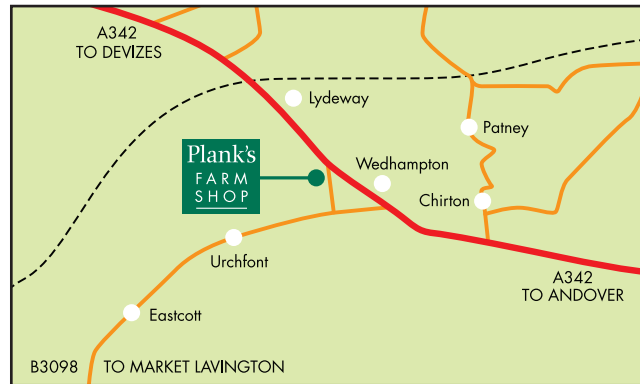 A342
TO DEVIZES
Lydeway
Patney
Plank's
FARM
SHOP
Wedhampton
Chirton
Urchfont
A342
TO ANDOVER
Eastcott
B3098 TO MARKET LAVINGTON